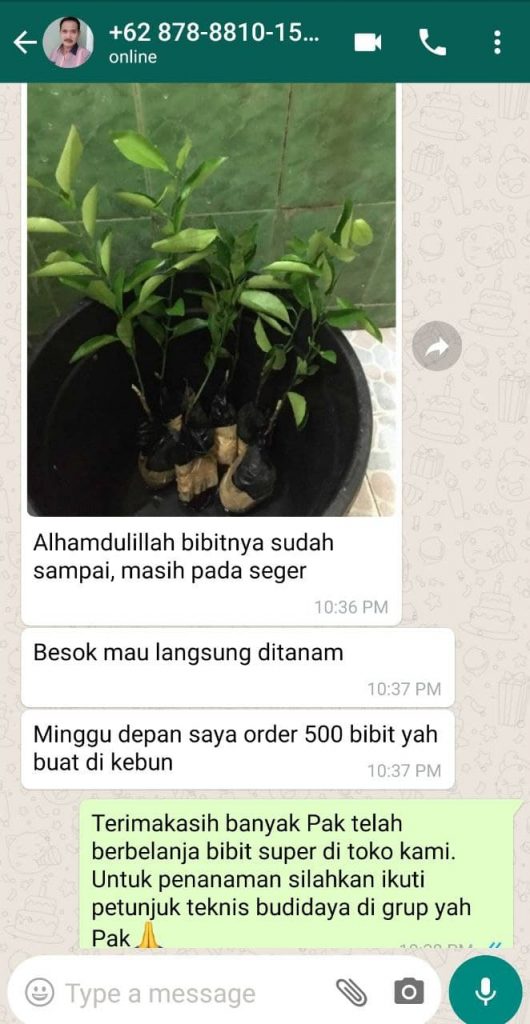 +62 878-8810-15...
online
Alhamdulillah bibitnya sudah
sampai, masih pada seger
10:36 PM
Besok mau langsung ditanam
10:37 PM
Minggu depan saya order 500 bibit yah
buat di kebun
10:37 PM
Terimakasih banyak Pak telah
berbelanja bibit super di toko kami.
Untuk penanaman silahkan ikuti
petunjuk teknis budidaya di grup yah
Pak🙏
Type a message